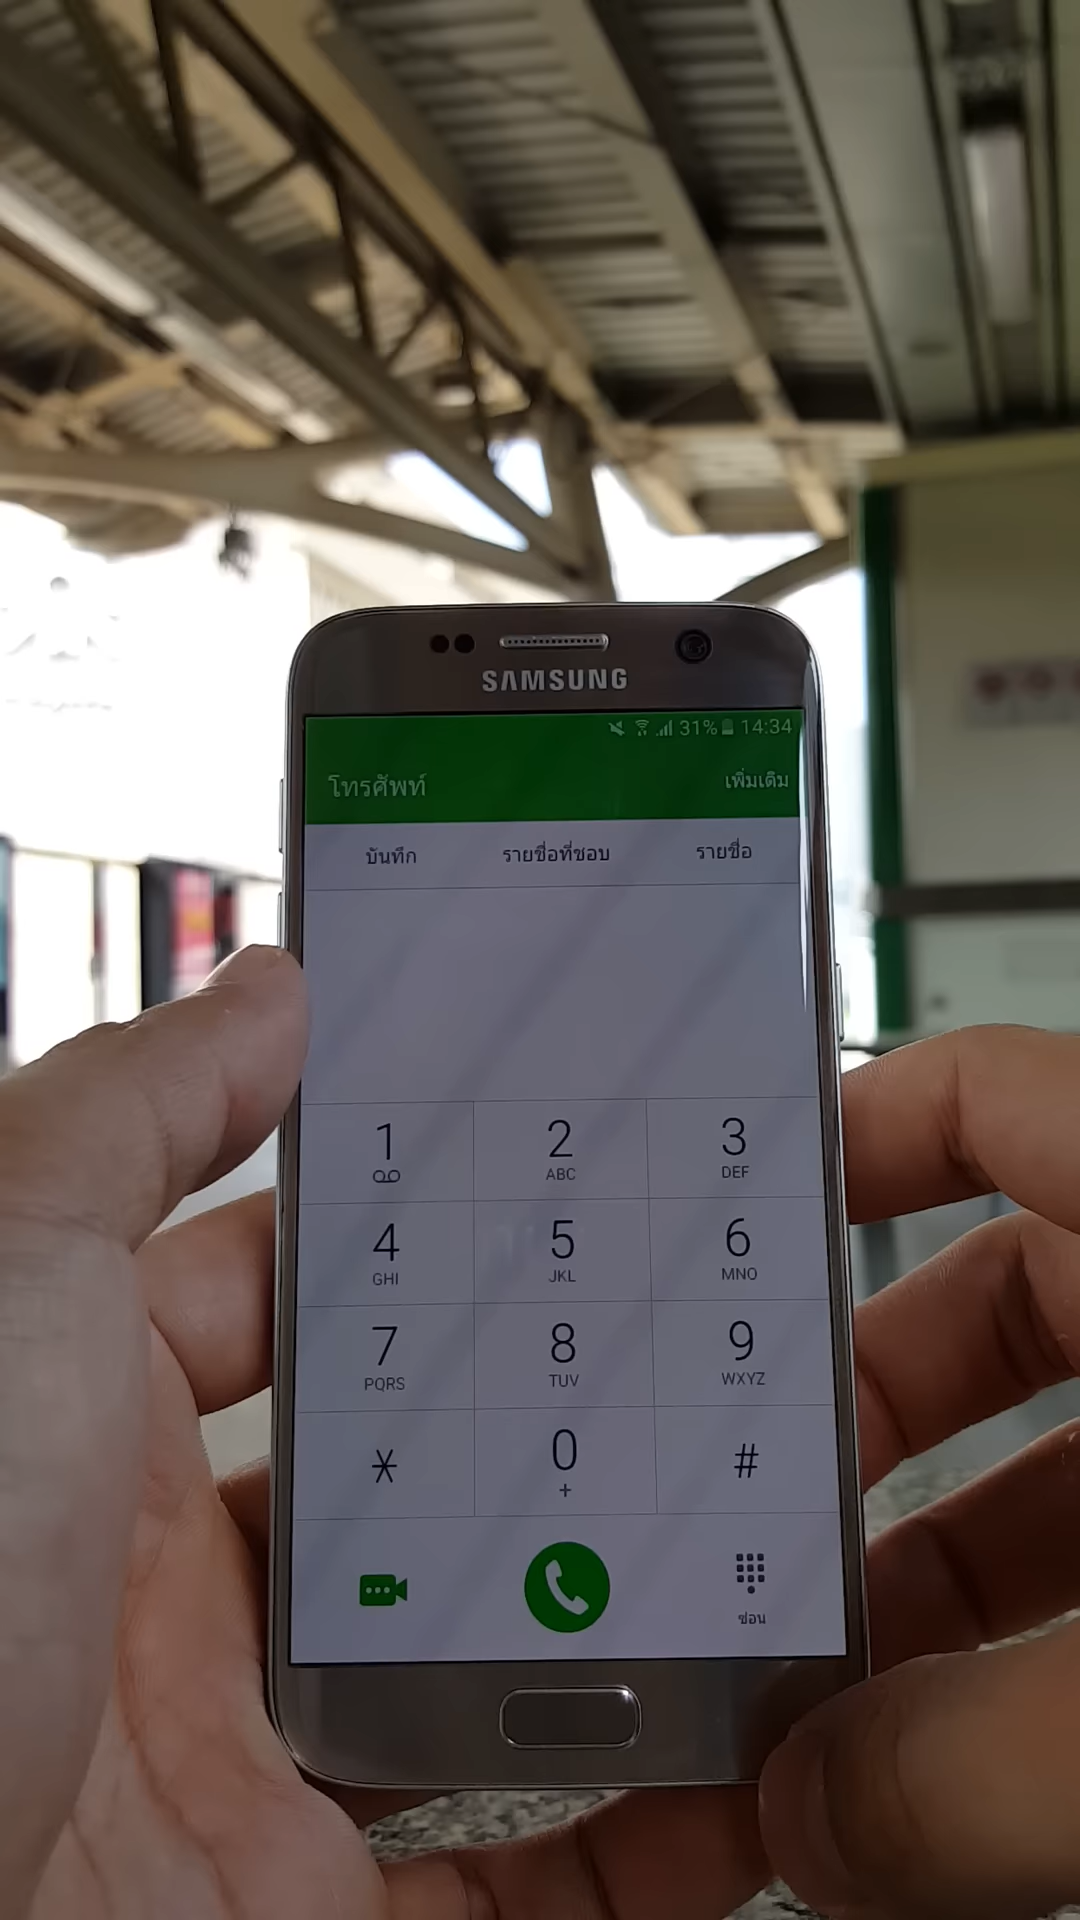 SAMSUNG
31% 14:34
โทรศัพท์ เพิ่มเติม
บันทึก รายชื่อที่ชอบ รายชื่อ
1 2 3
ABC DEF
4 5 6
GHI JKL MNO
7 8 9
PQRS TUV WXYZ
* 0 #
+
ซ่อน